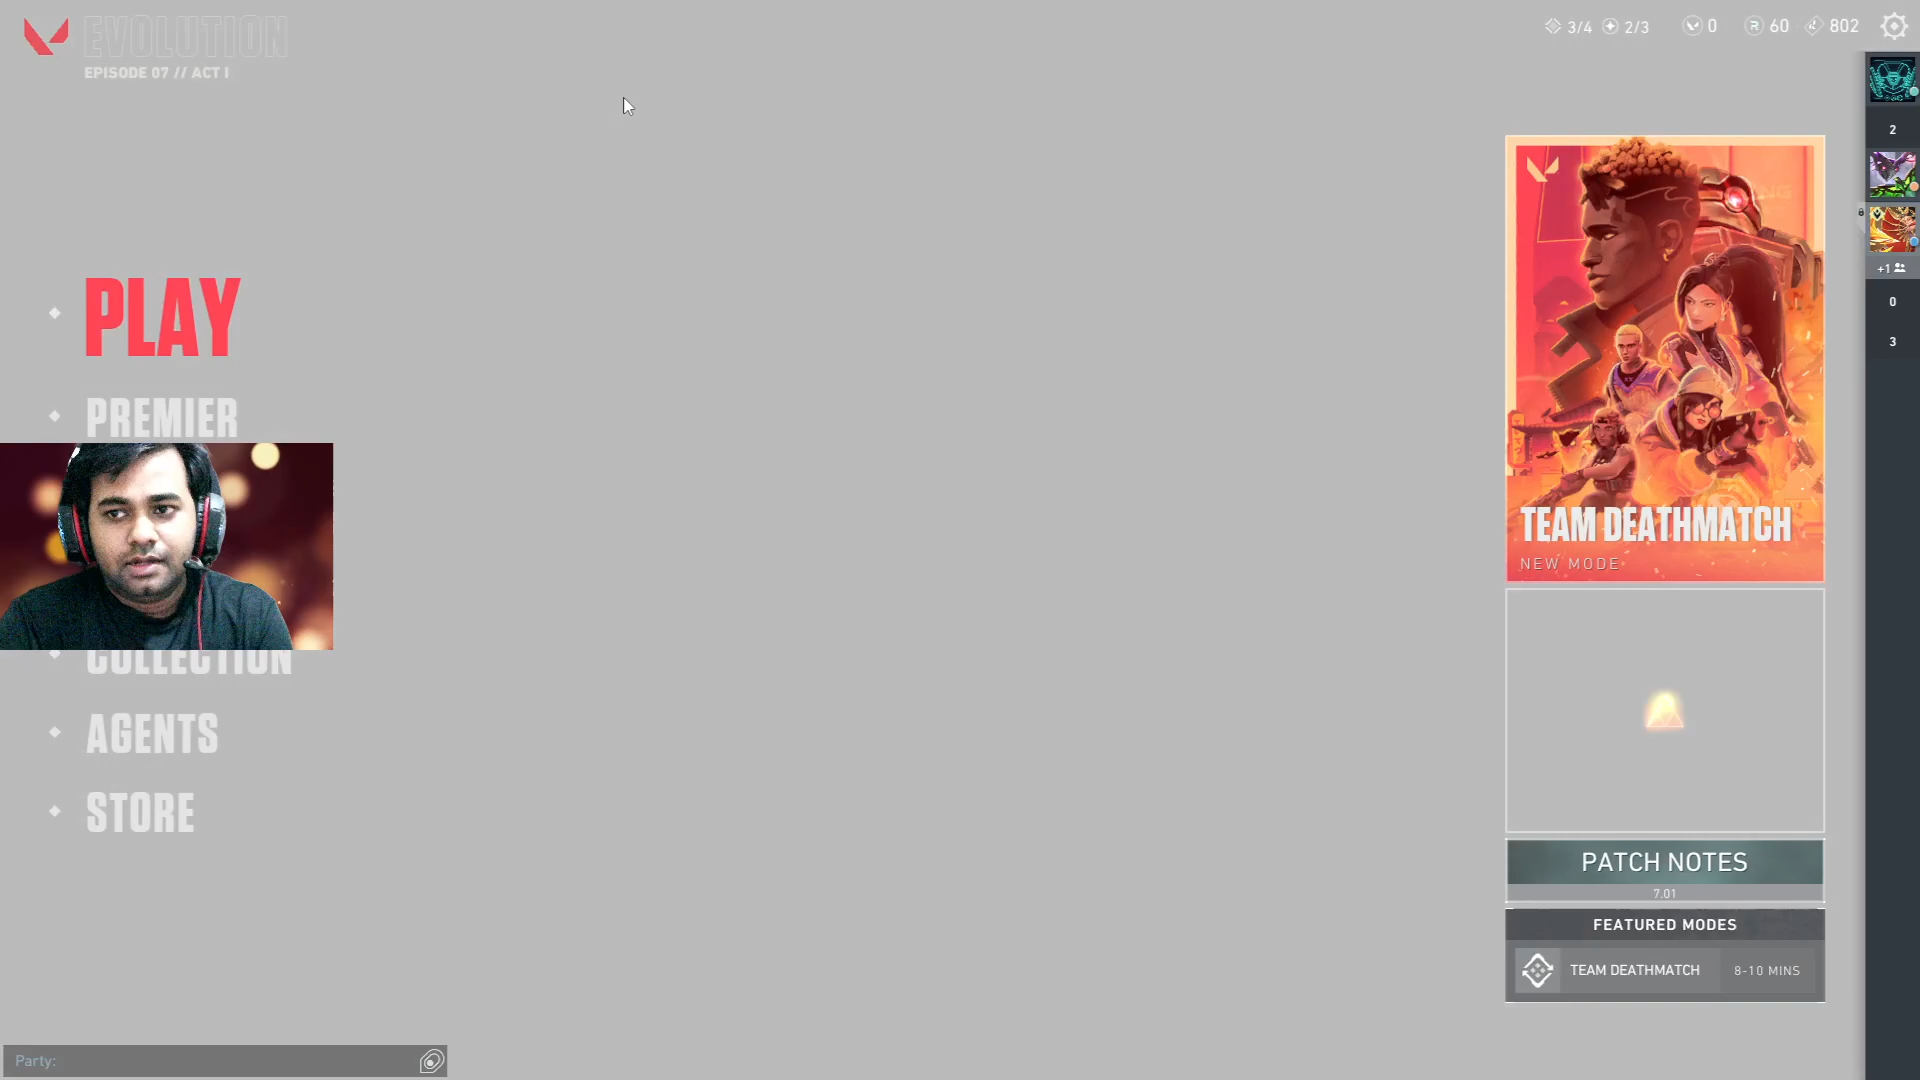 EVOLUTION
EPISODE 07 // ACT I
3/4
2/3
0
60
802
PLAY
PREMIER
COLLECTION
AGENTS
STORE
Party:
TEAM DEATHMATCH
NEW MODE
PATCH NOTES
7.01
FEATURED MODES
TEAM DEATHMATCH
8-10 MINS
2
+1
0
3